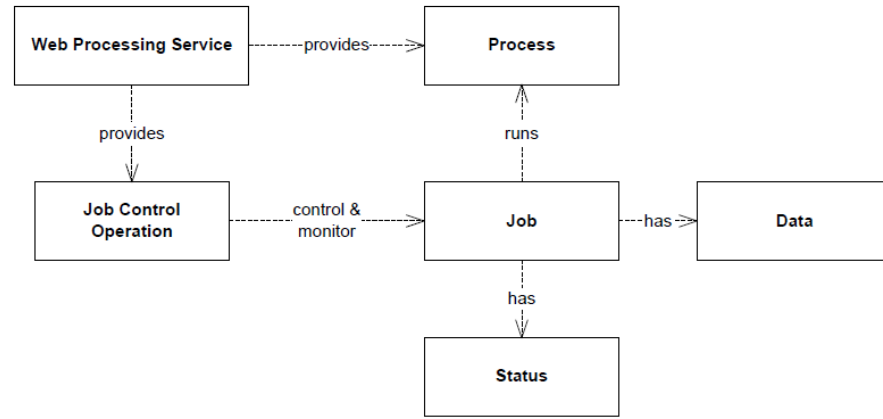 Web Processing Service
provides
Process
provides
runs
Job Control
Operation
control &
monitor
Job
has
Data
has
Status